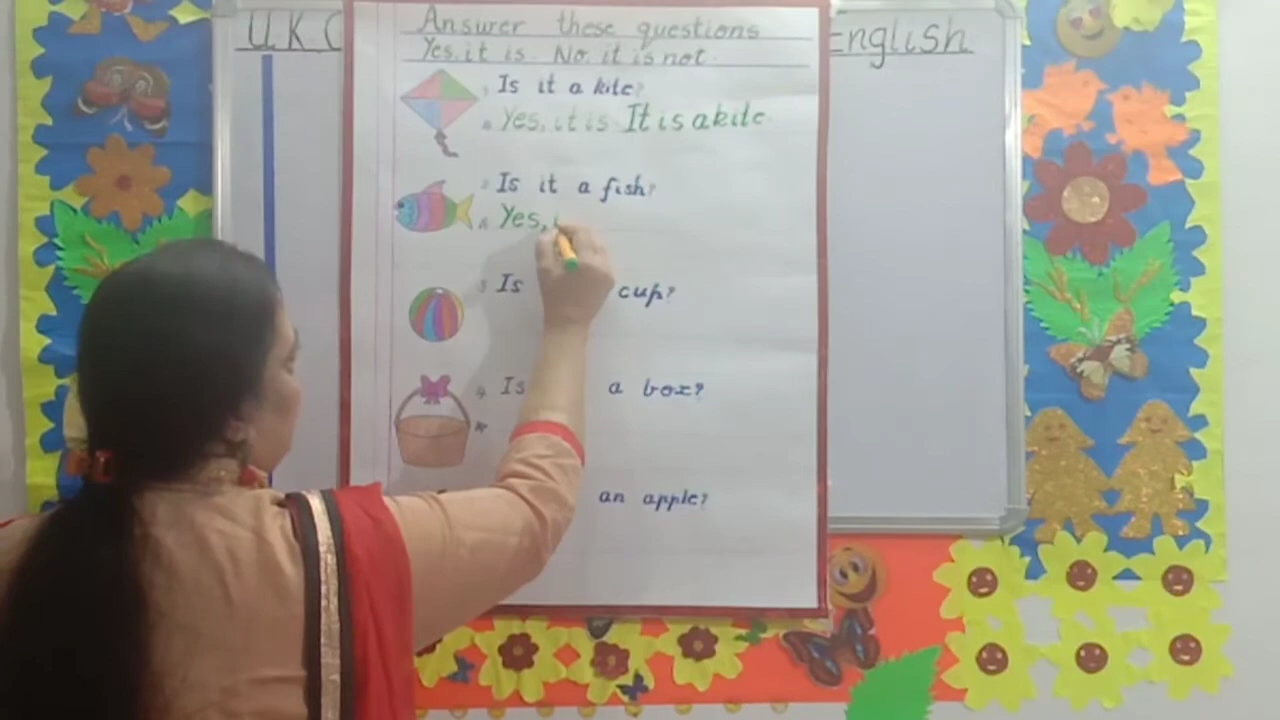 U.K.G
English
Answer these questions
Yes, it is. No, it is not.
1 Is it a kite?
A Yes, it is. It is a kite.
2 Is it a fish?
A Yes, i
3 Is cup?
4 Is a box?
an apple?